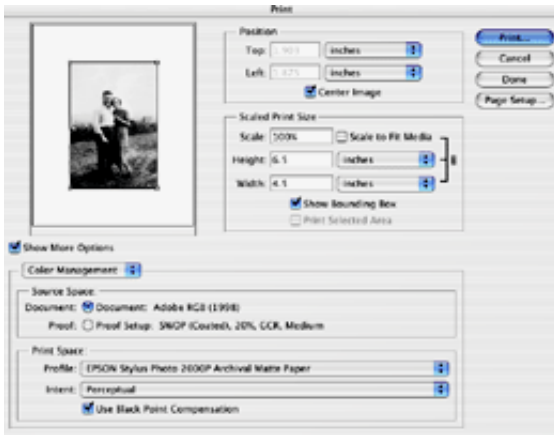 Print
Position
Top: inches
Left: inches
Center Image
Print...
Cancel
Done
Page Setup...
Scaled Print Size
Scale: 100% Scale to Fit Media
Height: 6.1 inches
Width: 4.1 inches
Show Bounding Box
Print Selected Area
Show More Options
Color Management
Source Space:
Document: Document: Adobe RGB (1998)
Proof: Proof Setup: SWOP (Coated), 20%, GCR, Medium
Print Space:
Profile: EPSON Stylus Photo 2000P Archival Matte Paper
Intent: Perceptual
Use Black Point Compensation